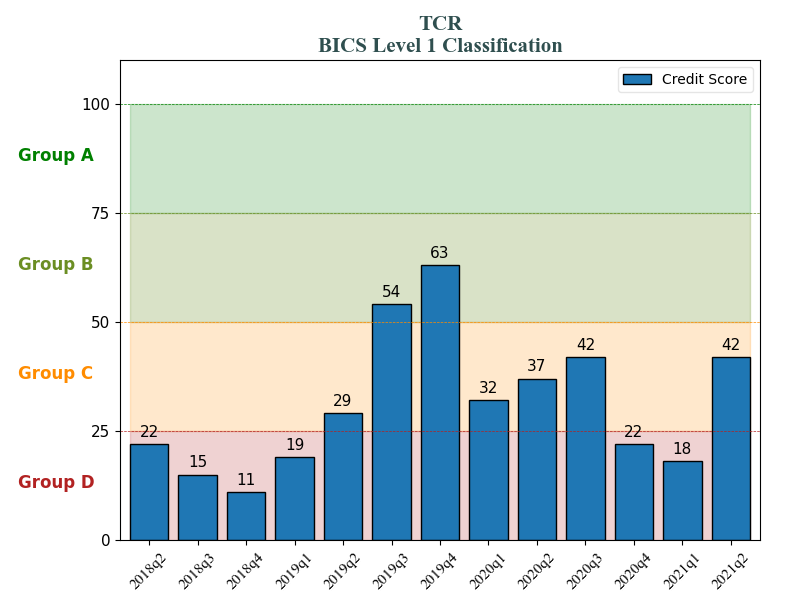 TCR
BICS Level 1 Classification
Credit Score
100
Group A
75
Group B
63
54
50
42
42
37
Group C
32
29
25
22
22
19
18
15
11
Group D
0
2018q2
2018q3
2018q4
2019q1
2019q2
2019q3
2019q4
2020q1
2020q2
2020q3
2020q4
2021q1
2021q2